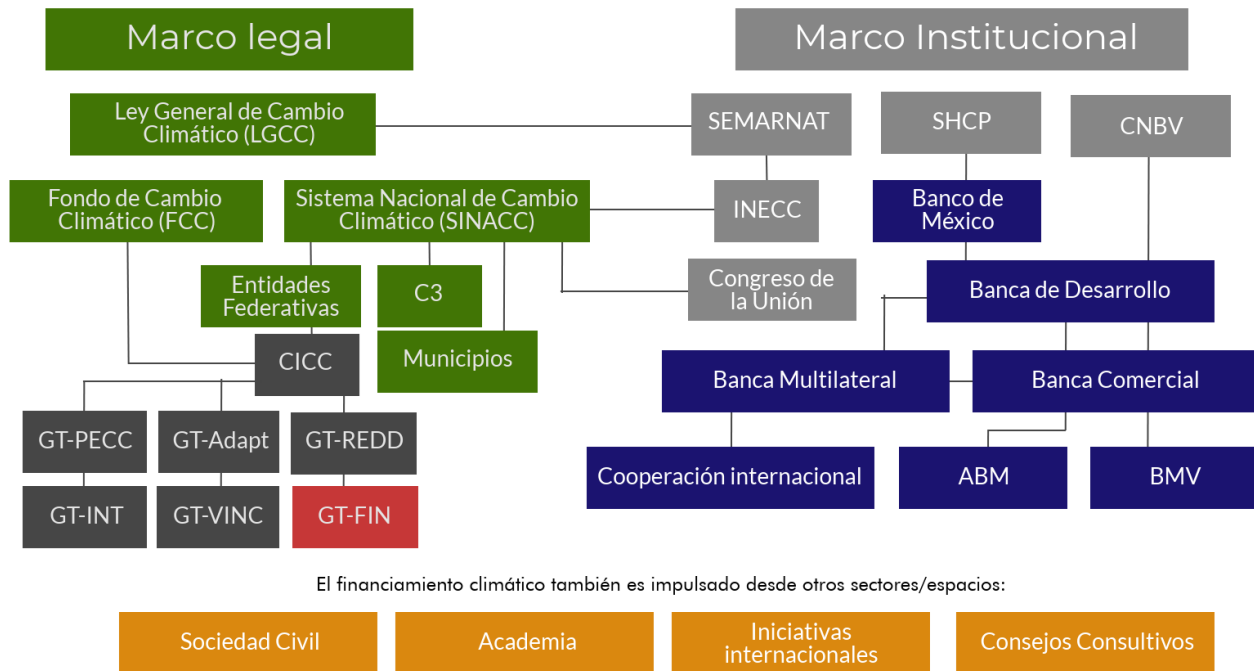 Marco legal
Marco Institucional
Ley General de Cambio
Climático (LGCC)
SEMARNAT
SHCP
CNBV
Fondo de Cambio
Climático (FCC)
Sistema Nacional de Cambio
Climático (SINACC)
INECC
Banco de
México
Entidades
Federativas
C3
Congreso de
la Unión
Banca de Desarrollo
CICC
Municipios
Banca Multilateral
Banca Comercial
GT-PECC
GT-Adapt
GT-REDD
Cooperación internacional
ABM
BMV
GT-INT
GT-VINC
GT-FIN
El financiamiento climático también es impulsado desde otros sectores/espacios:
Sociedad Civil
Academia
Iniciativas
internacionales
Consejos Consultivos